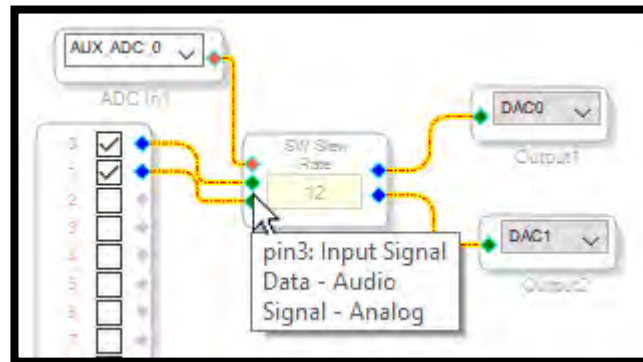 AUX_ADC_0
ADC In1
SW Slew
Rate
12
DAC0
Output1
DAC1
Output2
0
1
2
3
4
5
6
7
pin3: Input Signal
Data - Audio
Signal - Analog